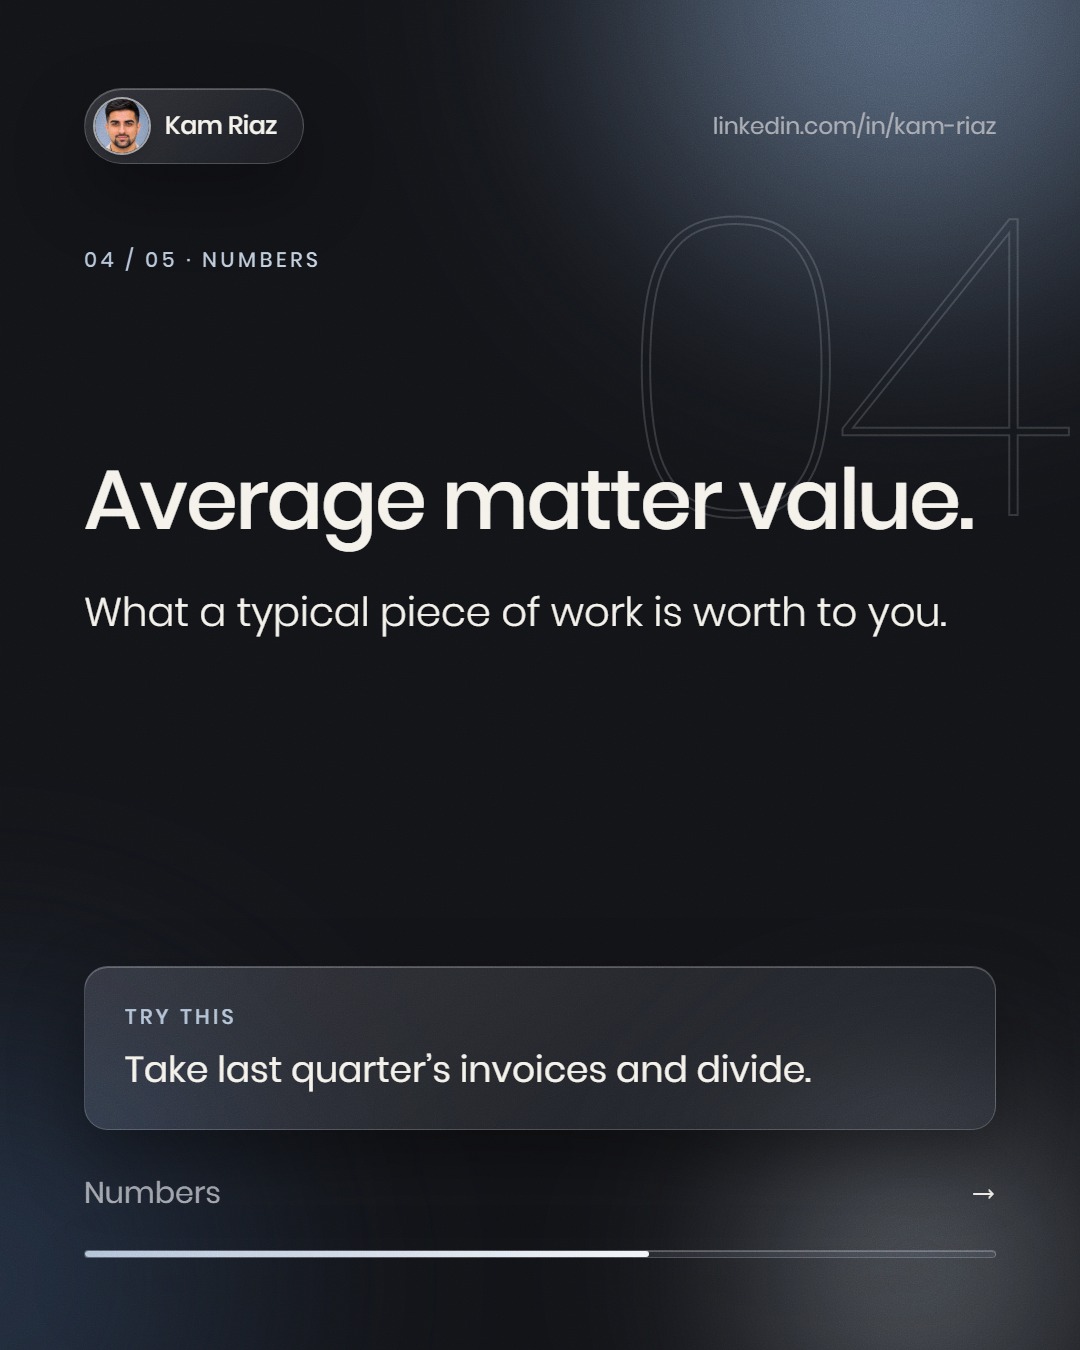 Kam Riaz
linkedin.com/in/kam-riaz
04 / 05 · NUMBERS
04
Average matter value.
What a typical piece of work is worth to you.
TRY THIS
Take last quarter’s invoices and divide.
Numbers
→